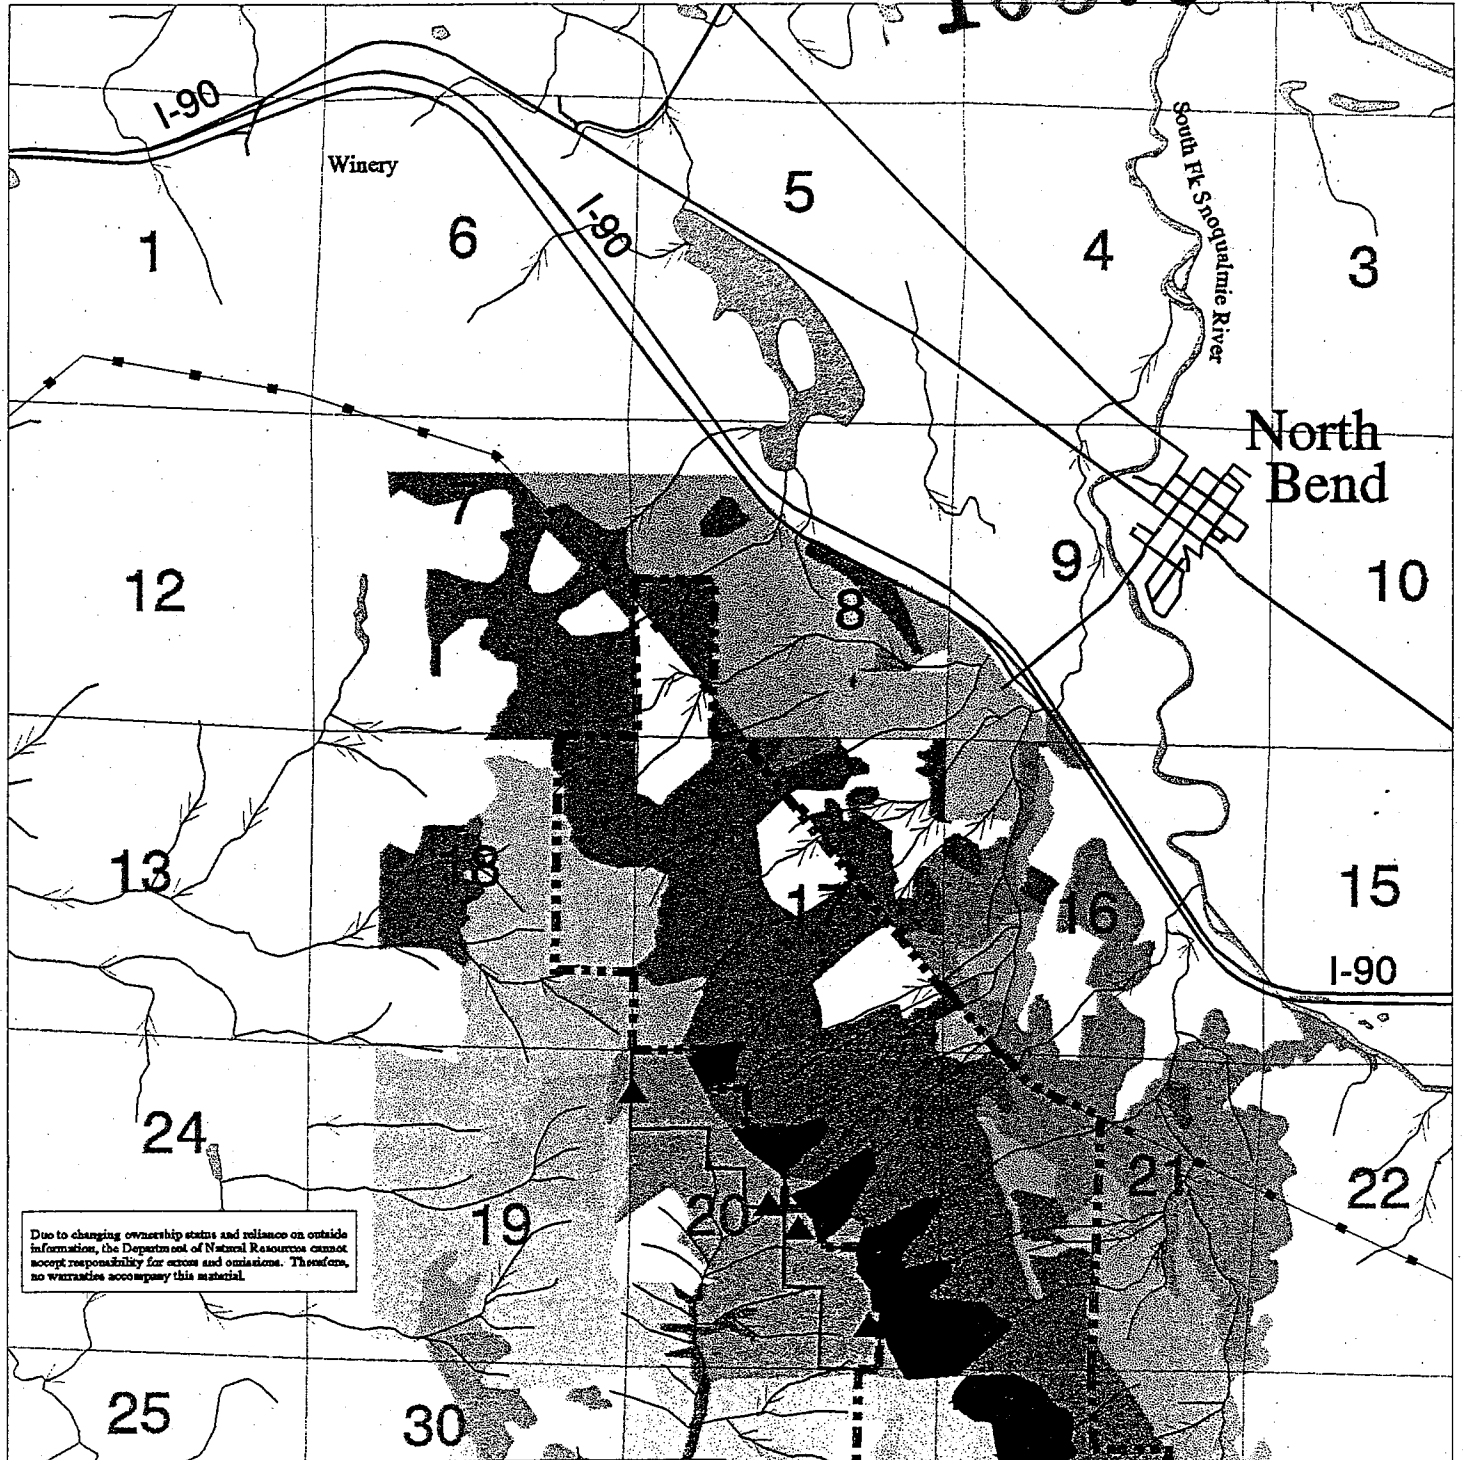 I-90
Winery
I-90
South Fk Snoqualmie River
5
6
4
1
3
North
Bend
7
9
12
10
8
18
13
15
17
16
I-90
24
21
22
20
19
Due to changing ownership status and reliance on outside
information, the Department of Natural Resources cannot
accept responsibility for errors and omissions. Therefore,
no warranties accompany this material.
25
30